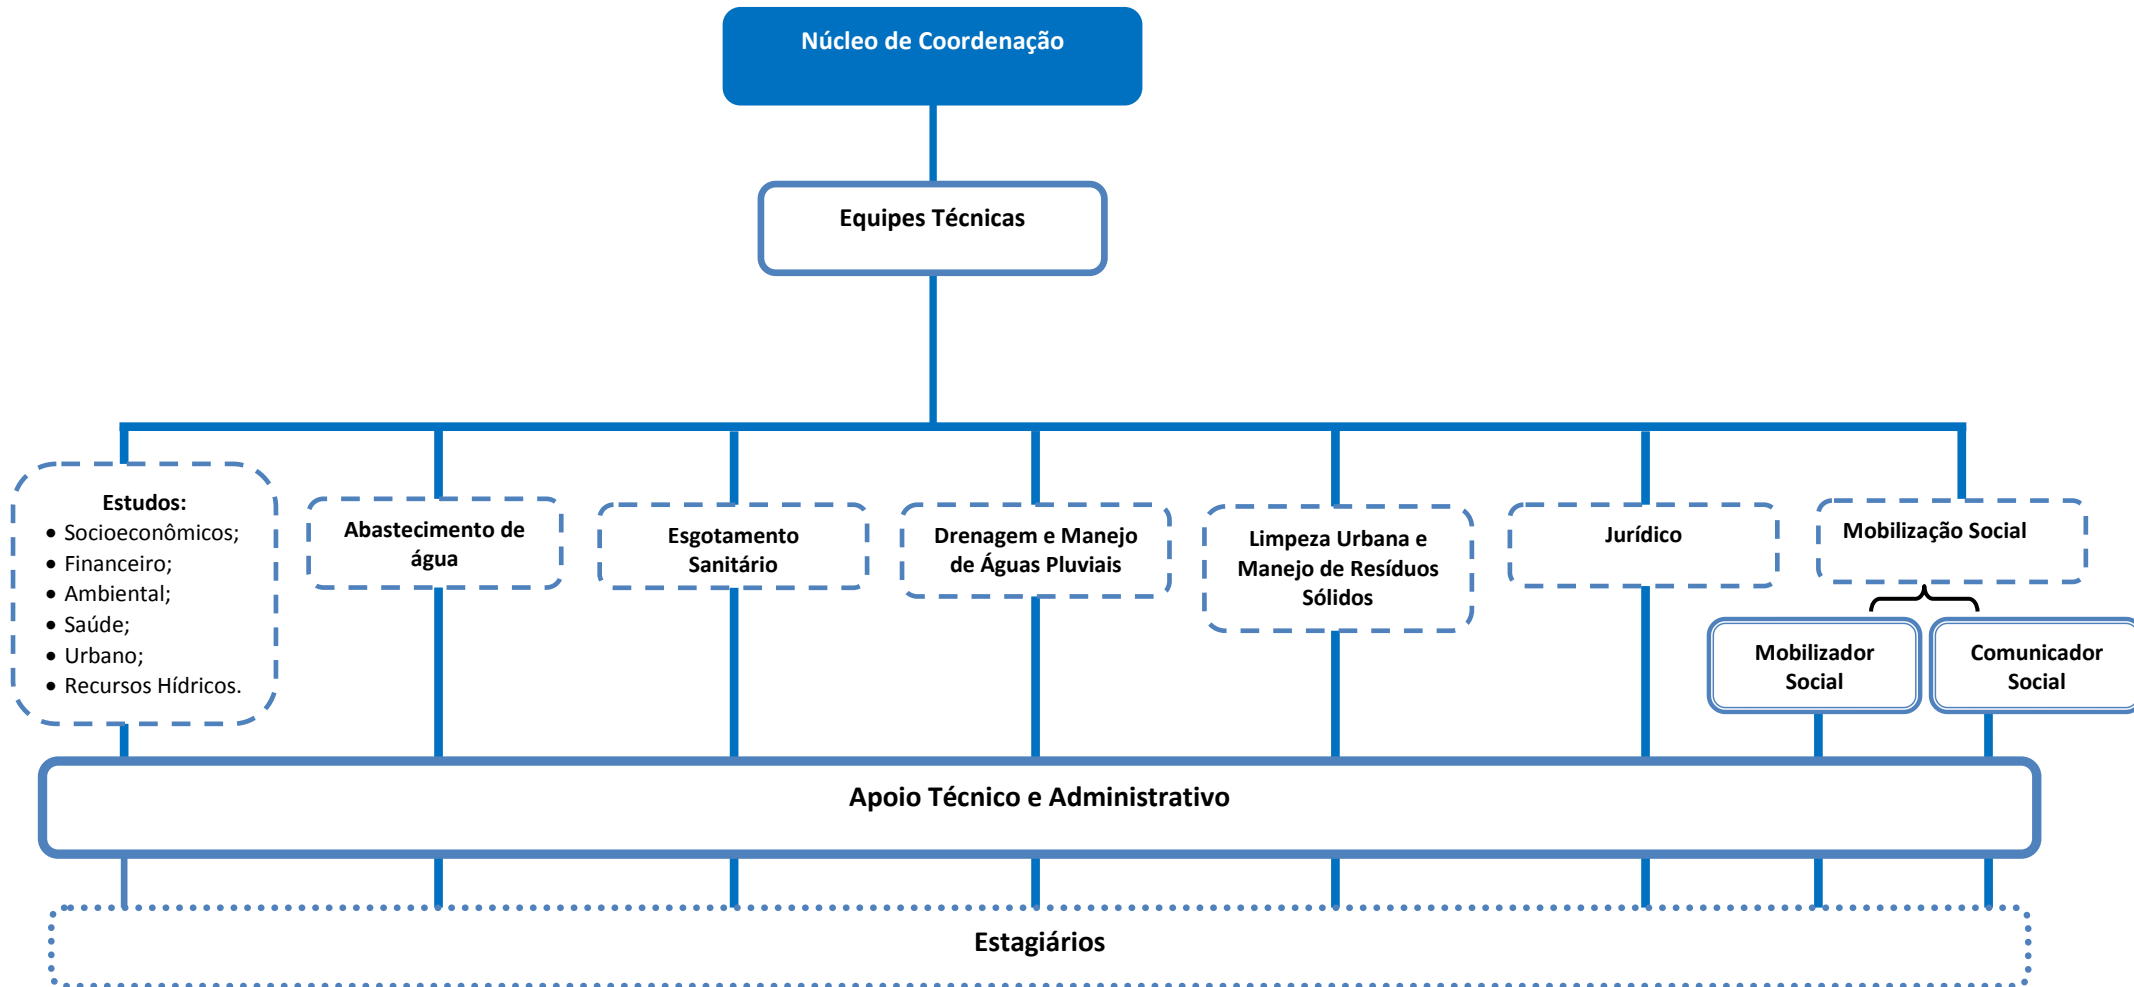 Núcleo de Coordenação
Equipes Técnicas
Estudos:
• Socioeconômicos;
• Financeiro;
• Ambiental;
• Saúde;
• Urbano;
• Recursos Hídricos.
Abastecimento de
água
Esgotamento
Sanitário
Drenagem e Manejo
de Águas Pluviais
Limpeza Urbana e
Manejo de Resíduos
Sólidos
Jurídico
Mobilização Social
Mobilizador
Social
Comunicador
Social
Apoio Técnico e Administrativo
Estagiários